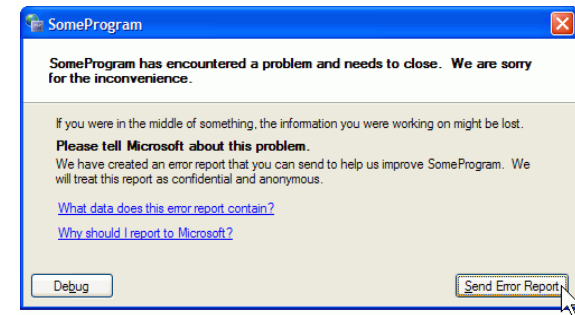 SomeProgram
SomeProgram has encountered a problem and needs to close.  We are sorry
for the inconvenience.
If you were in the middle of something, the information you were working on might be lost.
Please tell Microsoft about this problem.
We have created an error report that you can send to help us improve SomeProgram.  We
will treat this report as confidential and anonymous.
What data does this error report contain?
Why should I report to Microsoft?
Debug
Send Error Report